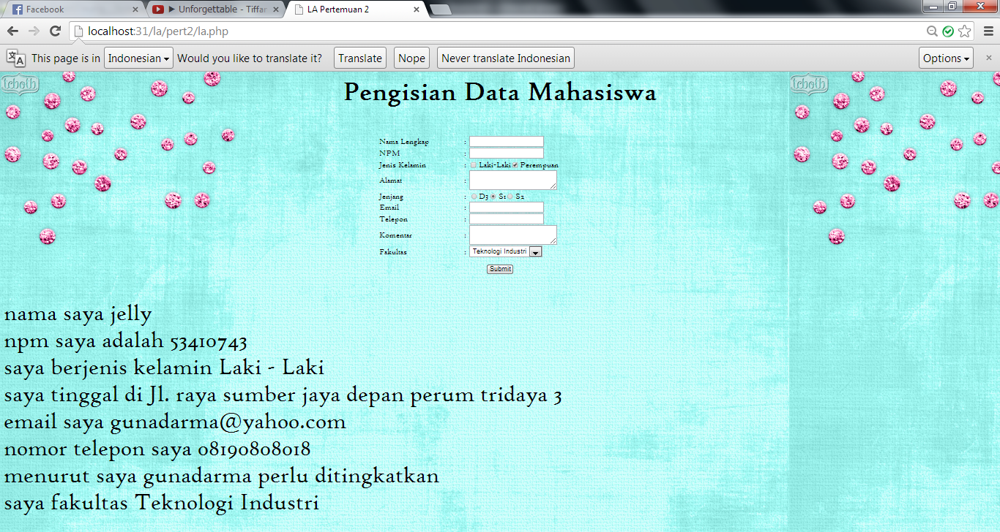 Facebook
▶ Unforgettable - Tiffan
LA Pertemuan 2
localhost:31/la/pert2/la.php
This page is in Indonesian Would you like to translate it? Translate Nope Never translate Indonesian Options
Pengisian Data Mahasiswa
Nama Lengkap :
NPM :
Jenis Kelamin : Laki-Laki Perempuan
Alamat :
Jenjang : D3 S1 S2
Email :
Telepon :
Komentar :
Fakultas : Teknologi Industri
Submit
nama saya jelly
npm saya adalah 53410743
saya berjenis kelamin Laki - Laki
saya tinggal di Jl. raya sumber jaya depan perum tridaya 3
email saya gunadarma@yahoo.com
nomor telepon saya 08190808018
menurut saya gunadarma perlu ditingkatkan
saya fakultas Teknologi Industri